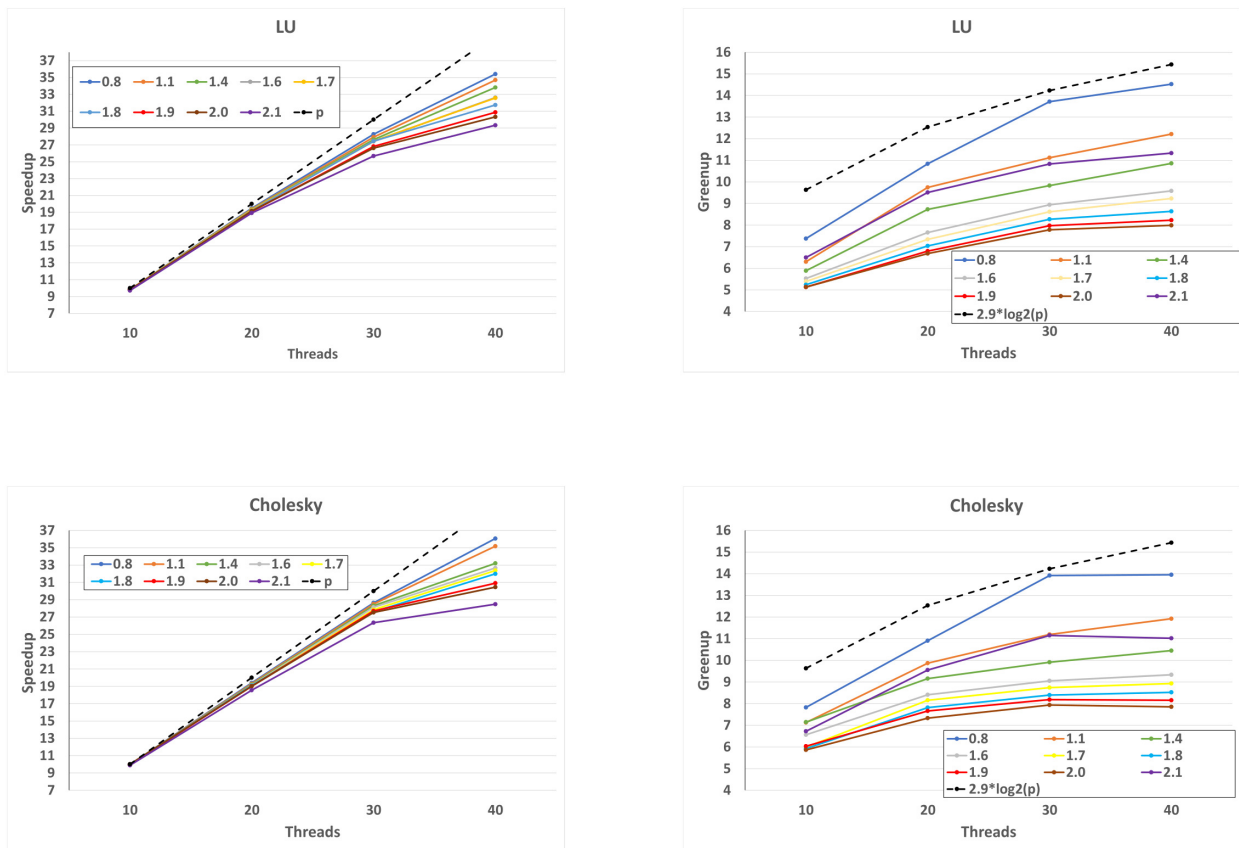 LU
37
35
33
31
29
27
25
23
21
19
17
15
13
11
9
7
Speedup
0.8 1.1 1.4 1.6 1.7
1.8 1.9 2.0 2.1 p
10 20 30 40
Threads
LU
16
15
14
13
12
11
10
9
8
7
6
5
4
Greenup
0.8 1.1 1.4
1.6 1.7 1.8
1.9 2.0 2.1
2.9*log2(p)
10 20 30 40
Threads
Cholesky
37
35
33
31
29
27
25
23
21
19
17
15
13
11
9
7
Speedup
0.8 1.1 1.4 1.6 1.7
1.8 1.9 2.0 2.1 p
10 20 30 40
Threads
Cholesky
16
15
14
13
12
11
10
9
8
7
6
5
4
Greenup
0.8 1.1 1.4
1.6 1.7 1.8
1.9 2.0 2.1
2.9*log2(p)
10 20 30 40
Threads